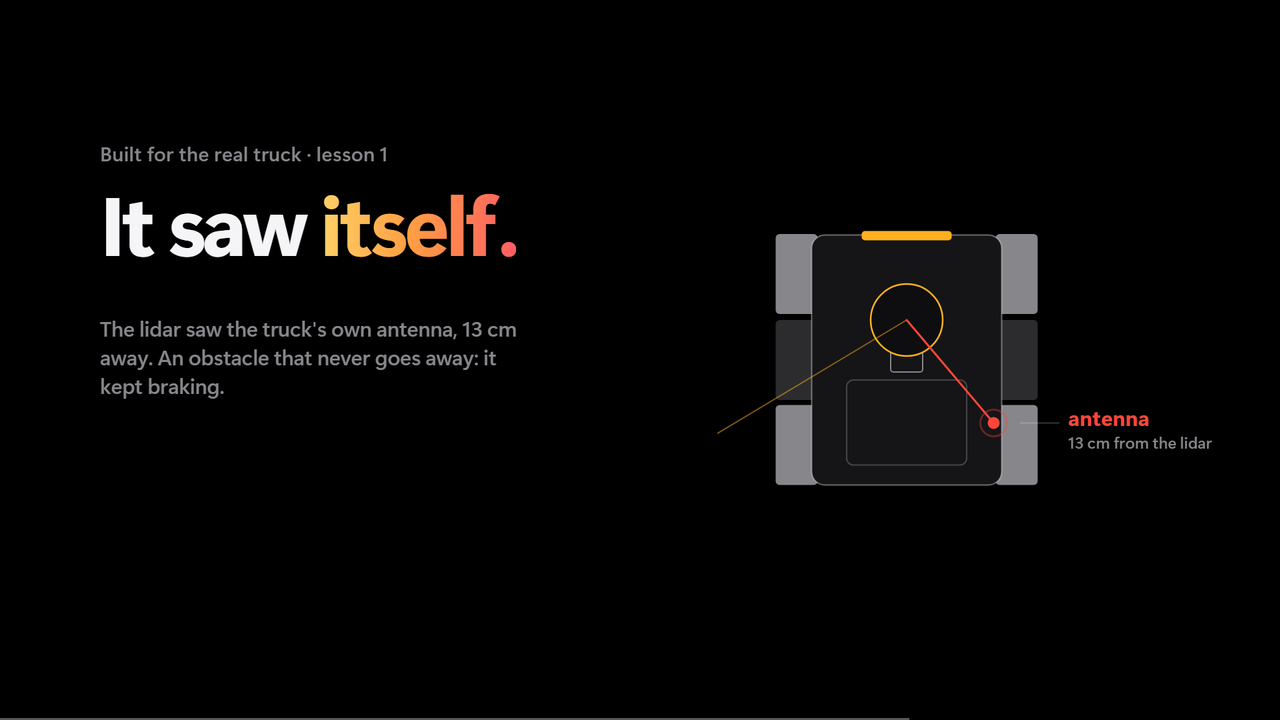 Built for the real truck · lesson 1
It saw itself.
The lidar saw the truck's own antenna, 13 cm
away. An obstacle that never goes away: it
kept braking.
antenna
13 cm from the lidar